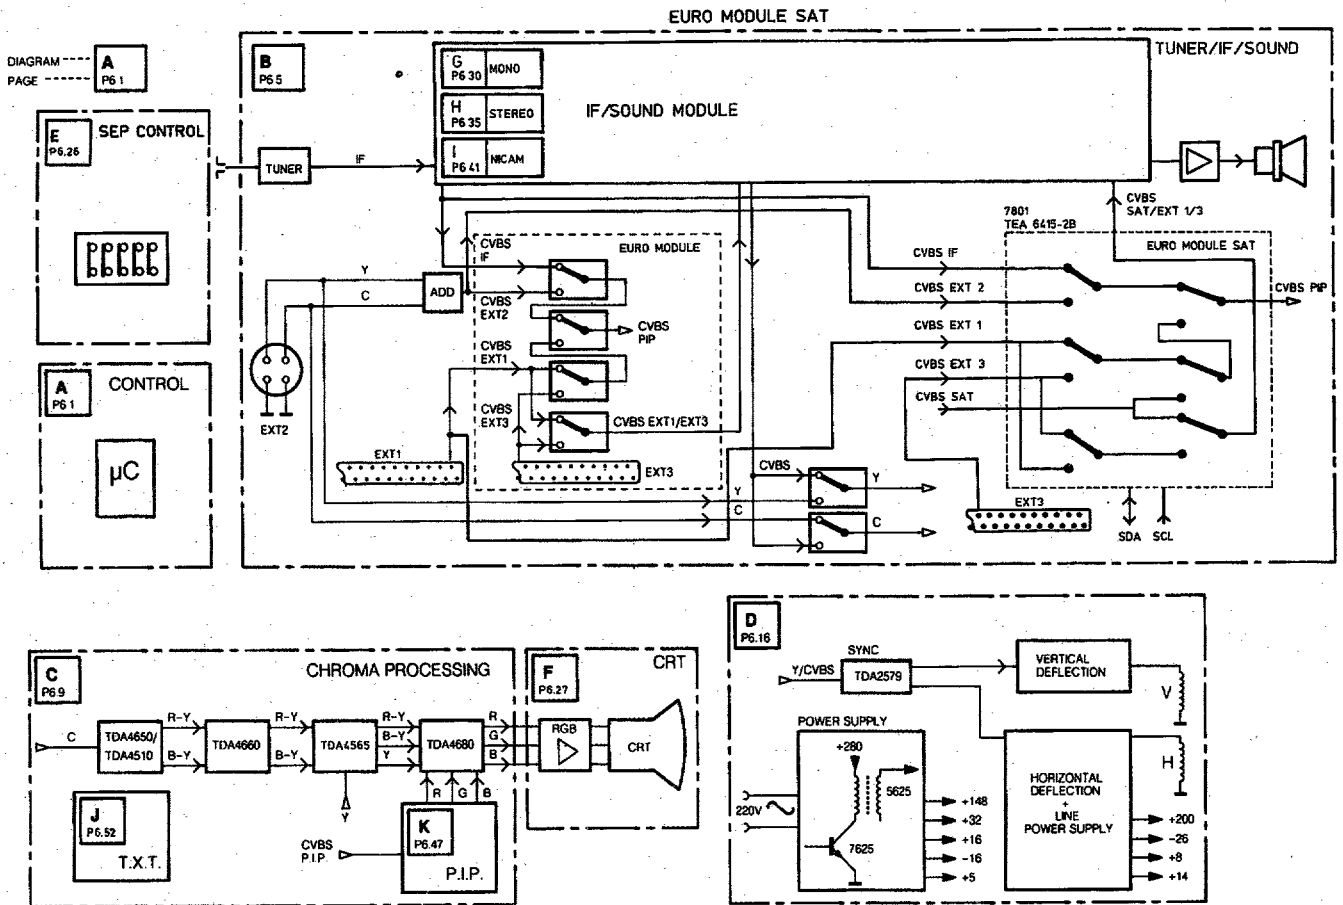 EURO MODULE SAT
DIAGRAM
PAGE
A
P6 1
B
P6 5
TUNER/IF/SOUND
G
P6 30
MONO
H
P6 35
STEREO
I
P6 41
NICAM
IF/SOUND MODULE
E
P6.26
SEP CONTROL
TUNER
IF
CVBS
SAT/EXT 1/3
7801
TEA 6415-2B
EURO MODULE SAT
EURO MODULE
CVBS
IF
CVBS
EXT2
CVBS
PIP
CVBS
EXT1
CVBS
EXT3
CVBS EXT1/EXT3
Y
C
ADD
EXT2
EXT1
EXT3
CVBS IF
CVBS EXT 2
CVBS EXT 1
CVBS EXT 3
CVBS SAT
CVBS PIP
CVBS
Y
Y
C
C
EXT3
SDA
SCL
A
P6 1
CONTROL
µC
C
P6.9
CHROMA PROCESSING
C
TDA4650/
TDA4510
R-Y
B-Y
TDA4660
R-Y
B-Y
TDA4565
R-Y
B-Y
Y
TDA4680
R
G
B
Y
R
G
B
J
P6.52
T.X.T.
CVBS
P.I.P.
K
P6.47
P.I.P.
F
P6.27
CRT
RGB
CRT
D
P6.16
SYNC
Y/CVBS
TDA2579
VERTICAL
DEFLECTION
V
POWER SUPPLY
+280
5625
7625
220V
+148
+32
+16
-16
+5
HORIZONTAL
DEFLECTION
+
LINE
POWER SUPPLY
H
+200
-26
+8
+14